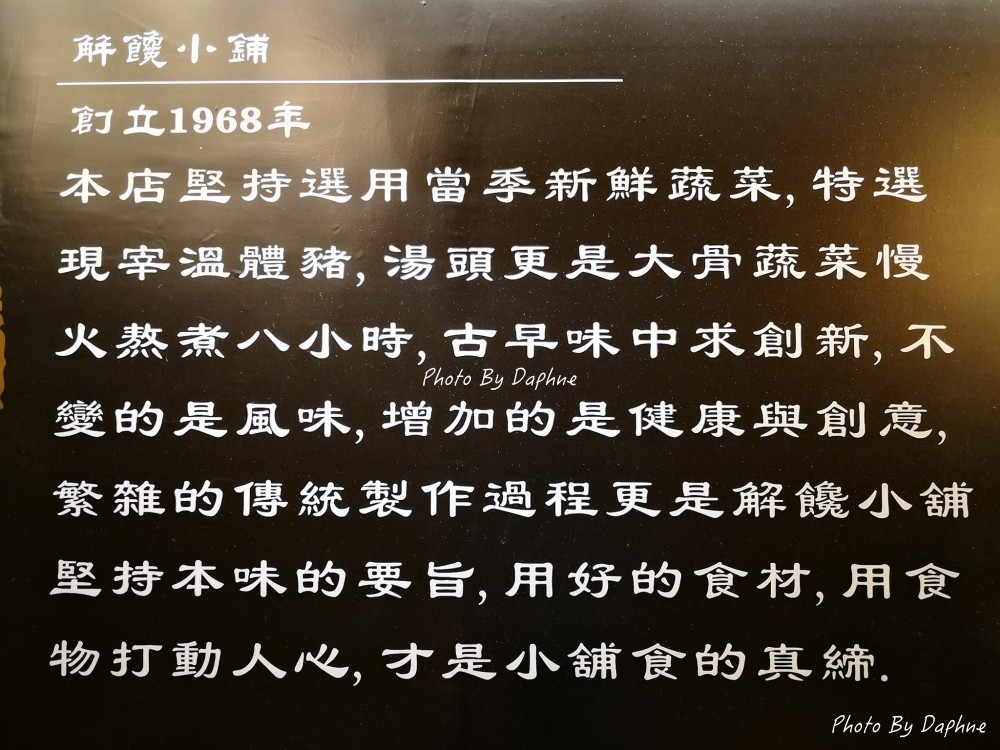 解饞小舖
創立1968年
本店堅持選用當季新鮮蔬菜,特選
現宰溫體豬,湯頭更是大骨蔬菜慢
火熬煮八小時,古早味中求創新,不
Photo By Daphne
變的是風味,增加的是健康與創意,
繁雜的傳統製作過程更是解饞小舖
堅持本味的要旨,用好的食材,用食
物打動人心,才是小舖食的真締.
Photo By Daphne